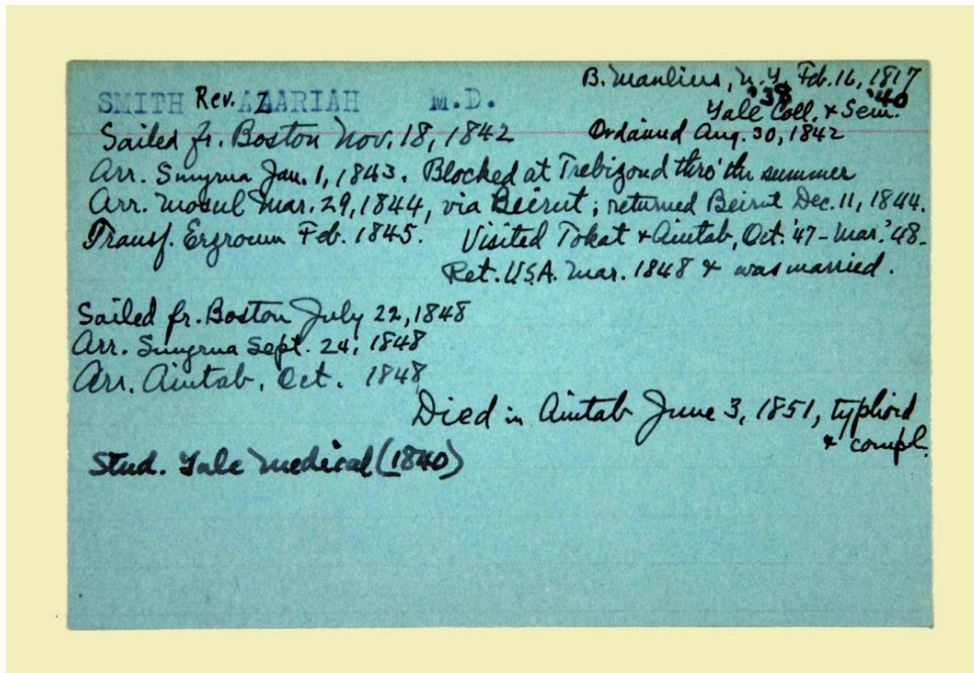 B. Manlius, N.Y. Feb. 16, 1817
SMITH Rev. AZARIAH M.D. '39 '40
Yale Coll. & Sem.
Sailed fr. Boston Nov. 18, 1842 Ordained Aug. 30, 1842
Arr. Smyrna Jan. 1, 1843. Blocked at Trebizond thro' the summer
Arr. Mosul Mar. 29, 1844, via Beirut; returned Beirut Dec. 11, 1844.
Transf. Erzroum Feb. 1845. Visited Tokat & Aintab, Oct. '47 - Mar. '48 -
Ret. U.S.A. Mar. 1848 & was married.
Sailed fr. Boston July 22, 1848
Arr. Smyrna Sept. 24, 1848
Arr. Aintab, Oct. 1848
Died in Aintab June 3, 1851, typhoid
& compl.
Stud. Yale Medical (1840)